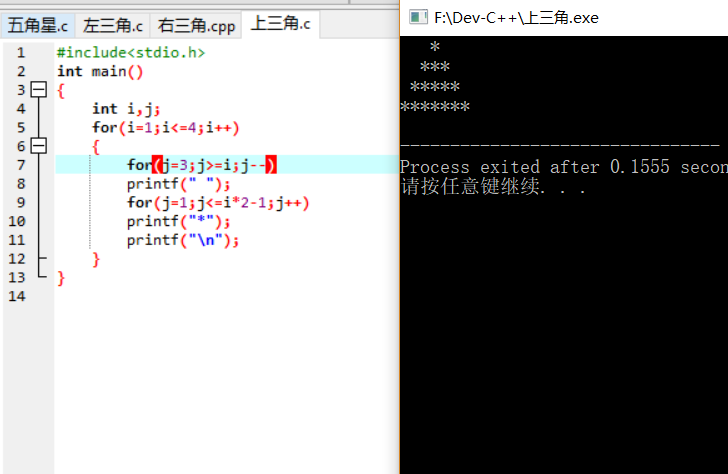 五角星.c 左三角.c 右三角.cpp 上三角.c
1 #include<stdio.h>
2 int main()
3 {
4 int i,j;
5 for(i=1;i<=4;i++)
6 {
7 for(j=3;j>=i;j--)
8 printf(" ");
9 for(j=1;j<=i*2-1;j++)
10 printf("*");
11 printf("\n");
12 }
13 }
14
F:\Dev-C++\上三角.exe
   *
  ***
 *****
*******
--------------------------------
Process exited after 0.1555 secon
请按任意键继续. . .